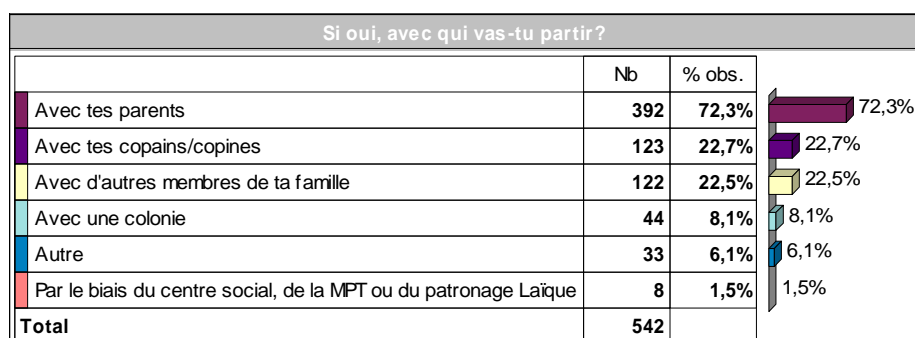 Si oui, avec qui vas-tu partir?
Nb % obs.
Avec tes parents 392 72,3% 72,3%
Avec tes copains/copines 123 22,7% 22,7%
Avec d'autres membres de ta famille 122 22,5% 22,5%
Avec une colonie 44 8,1% 8,1%
Autre 33 6,1% 6,1%
Par le biais du centre social, de la MPT ou du patronage Laïque 8 1,5% 1,5%
Total 542